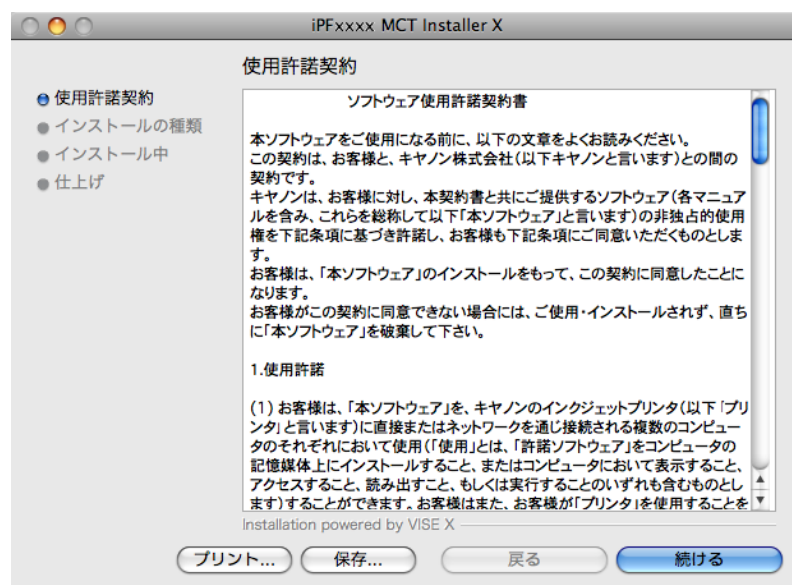 iPFxxxx MCT Installer X
使用許諾契約
使用許諾契約
インストールの種類
インストール中
仕上げ
ソフトウェア使用許諾契約書
本ソフトウェアをご使用になる前に、以下の文章をよくお読みください。
この契約は、お客様と、キヤノン株式会社(以下キヤノンと言います)との間の
契約です。
キヤノンは、お客様に対し、本契約書と共にご提供するソフトウェア(各マニュア
ルを含み、これらを総称して以下「本ソフトウェア」と言います)の非独占的使用
権を下記条項に基づき許諾し、お客様も下記条項にご同意いただくものとしま
す。
お客様は、「本ソフトウェア」のインストールをもって、この契約に同意したことに
なります。
お客様がこの契約に同意できない場合には、ご使用・インストールされず、直ち
に「本ソフトウェア」を破棄して下さい。
1.使用許諾
(1) お客様は、「本ソフトウェア」を、キヤノンのインクジェットプリンタ(以下「プリ
ンタ」と言います)に直接またはネットワークを通じ接続される複数のコンピュー
タのそれぞれにおいて使用(「使用」とは、「許諾ソフトウェア」をコンピュータの
記憶媒体上にインストールすること、またはコンピュータにおいて表示すること、
アクセスすること、読み出すこと、もしくは実行することのいずれも含むものとし
ます)することができます。お客様はまた、お客様が「プリンタ」を使用することを
Installation powered by VISE X
プリント...
保存...
戻る
続ける